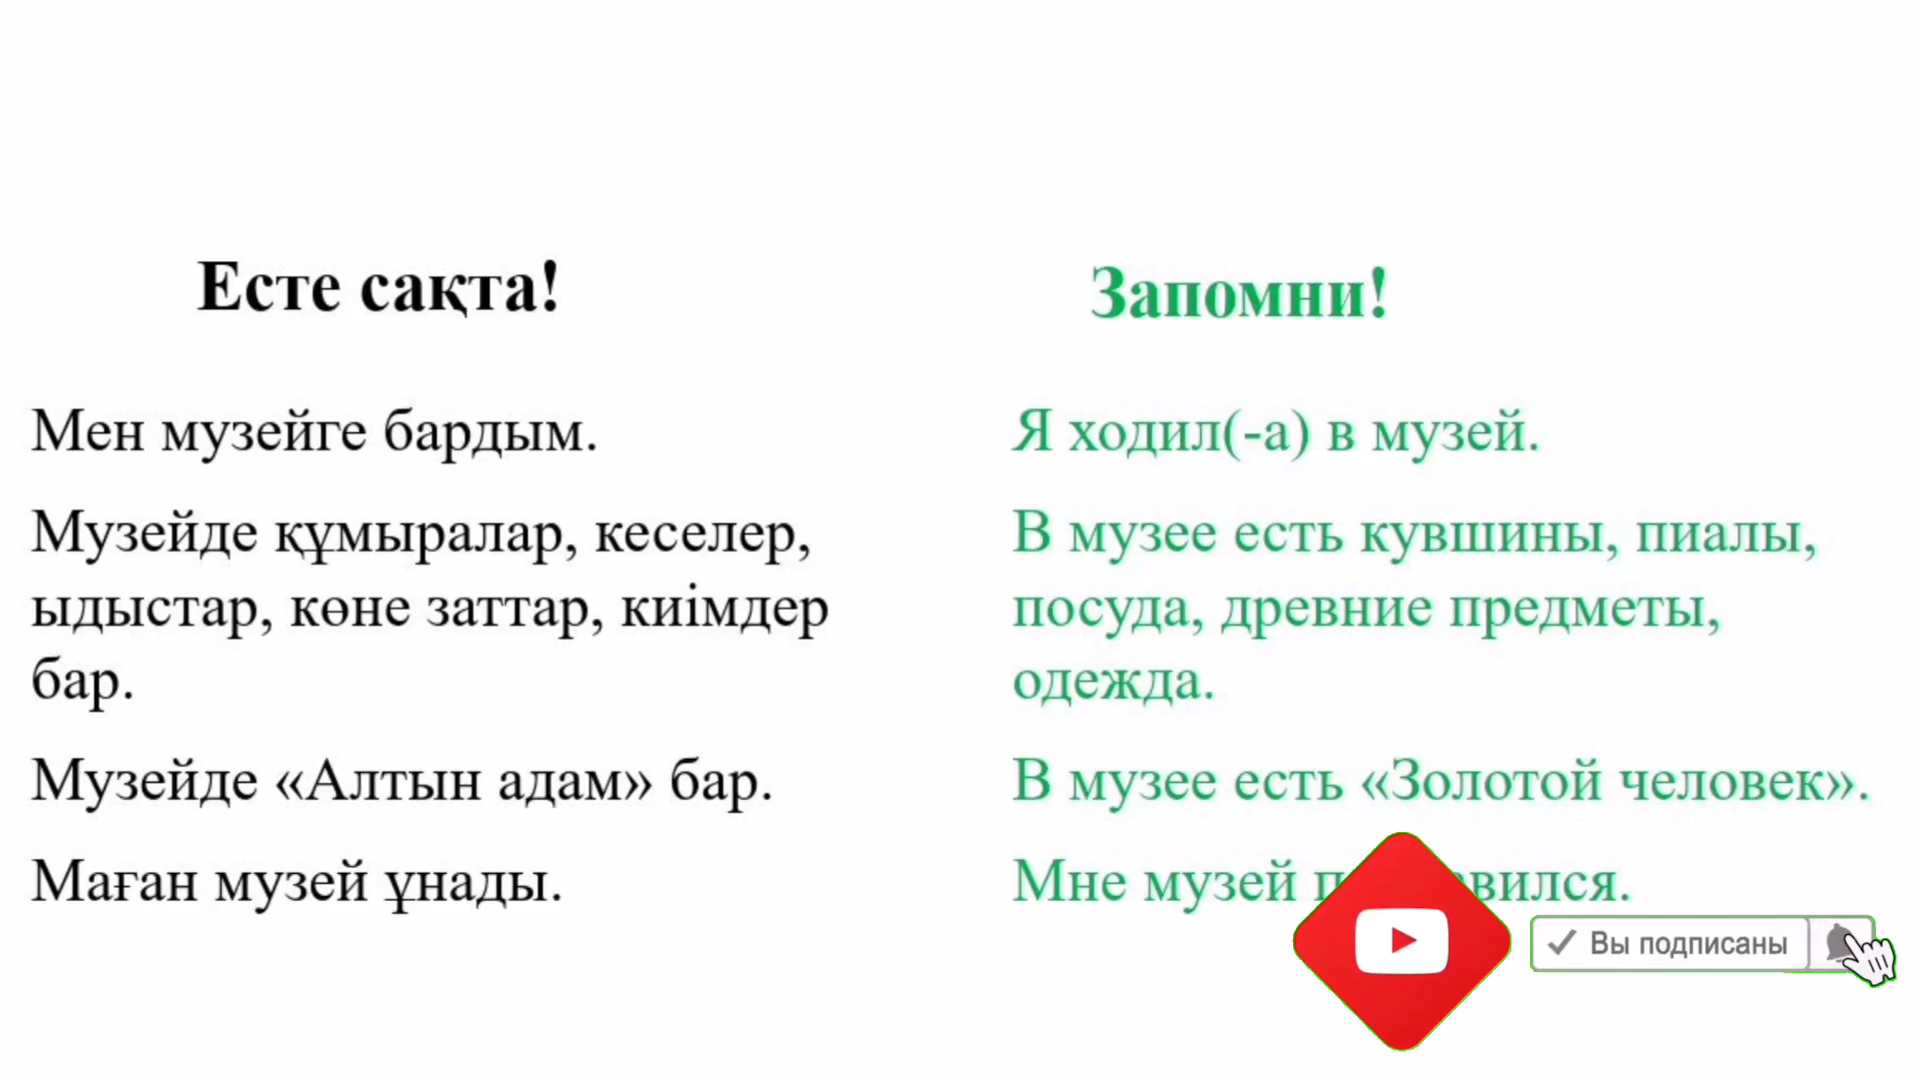 Есте сақта!
Запомни!
Мен музейге бардым.
Музейде құмыралар, кеселер,
ыдыстар, көне заттар, киімдер
бар.
Музейде «Алтын адам» бар.
Маған музей ұнады.
Я ходил(-а) в музей.
В музее есть кувшины, пиалы,
посуда, древние предметы,
одежда.
В музее есть «Золотой человек».
Мне музей
Вы подписаны